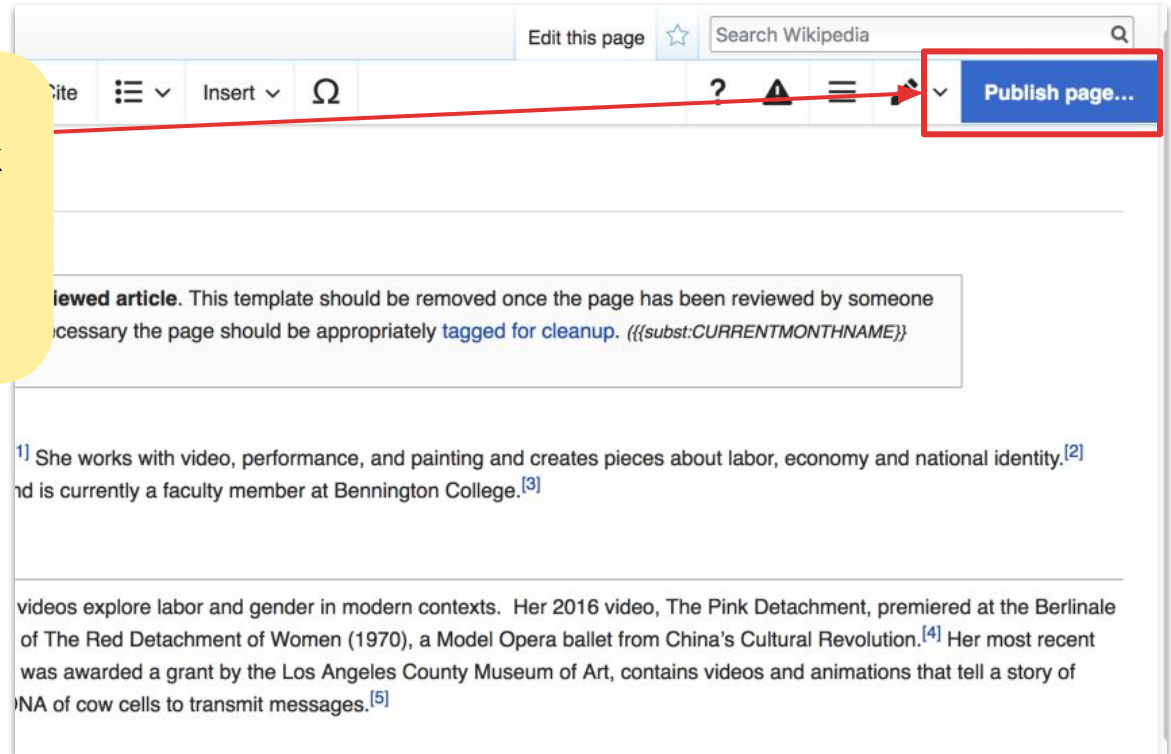 Edit this page Search Wikipedia
Insert Ω ? Publish page...
article. This template should be removed once the page has been reviewed by someone
the page should be appropriately tagged for cleanup. ({{subst:CURRENTMONTHNAME}}
1] She works with video, performance, and painting and creates pieces about labor, economy and national identity.[2]
is currently a faculty member at Bennington College.[3]
videos explore labor and gender in modern contexts. Her 2016 video, The Pink Detachment, premiered at the Berlinale
of The Red Detachment of Women (1970), a Model Opera ballet from China's Cultural Revolution.[4] Her most recent
was awarded a grant by the Los Angeles County Museum of Art, contains videos and animations that tell a story of
of cow cells to transmit messages.[5]